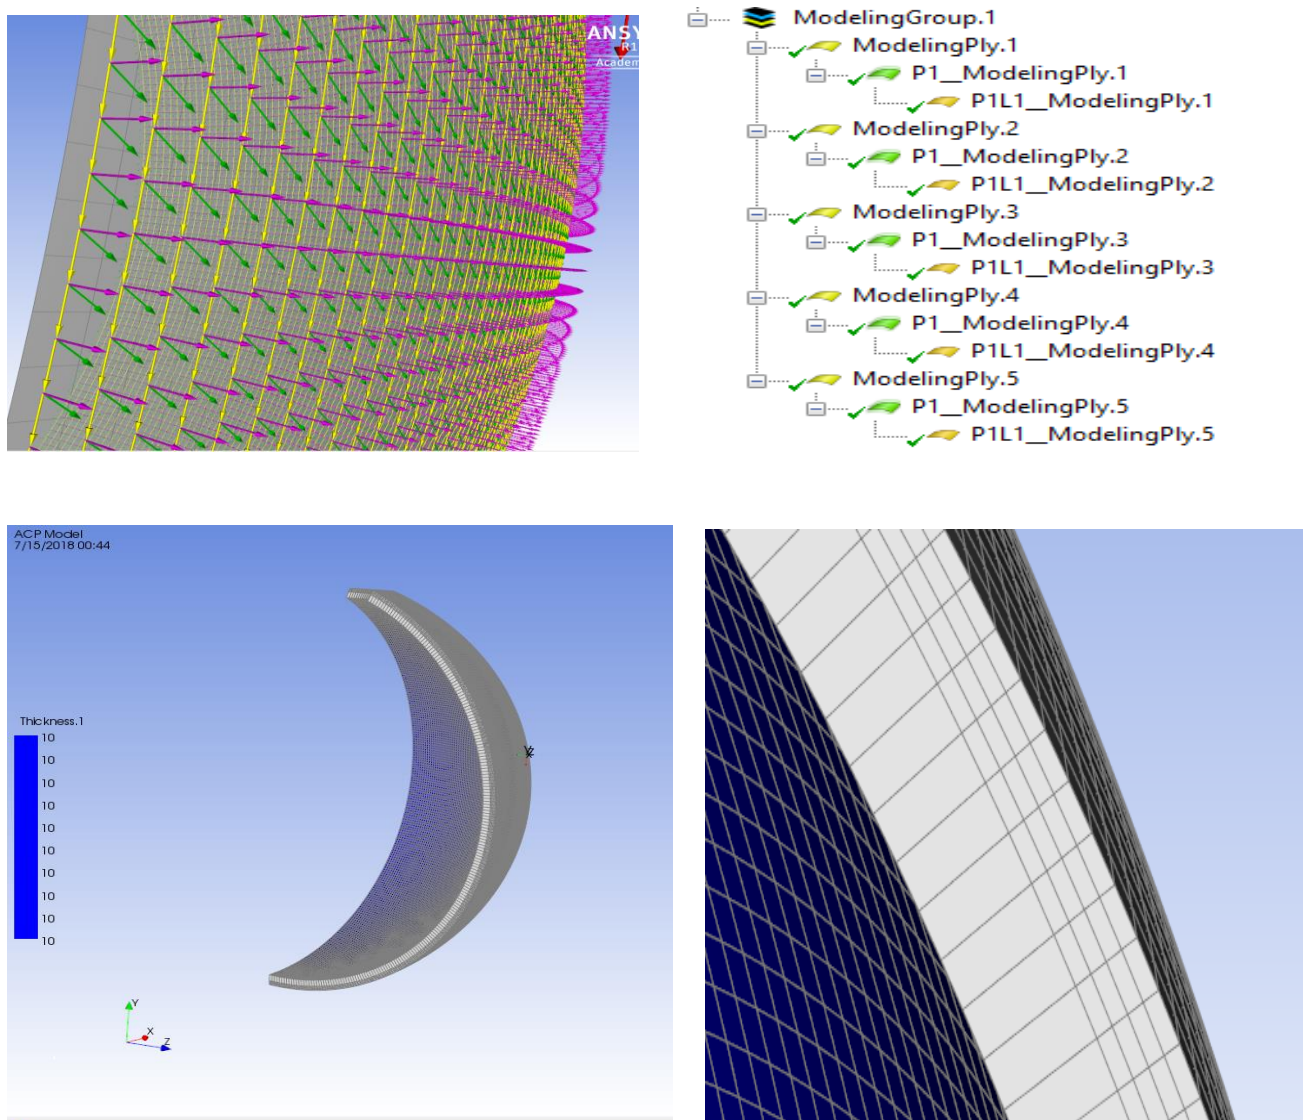 ANSY
R1
Academ
ModelingGroup.1
ModelingPly.1
P1__ModelingPly.1
P1L1__ModelingPly.1
ModelingPly.2
P1__ModelingPly.2
P1L1__ModelingPly.2
ModelingPly.3
P1__ModelingPly.3
P1L1__ModelingPly.3
ModelingPly.4
P1__ModelingPly.4
P1L1__ModelingPly.4
ModelingPly.5
P1__ModelingPly.5
P1L1__ModelingPly.5
ACP Model
7/15/2018 00:44
Thickness.1
10
10
10
10
10
10
10
10
10
10
Y
X
Z